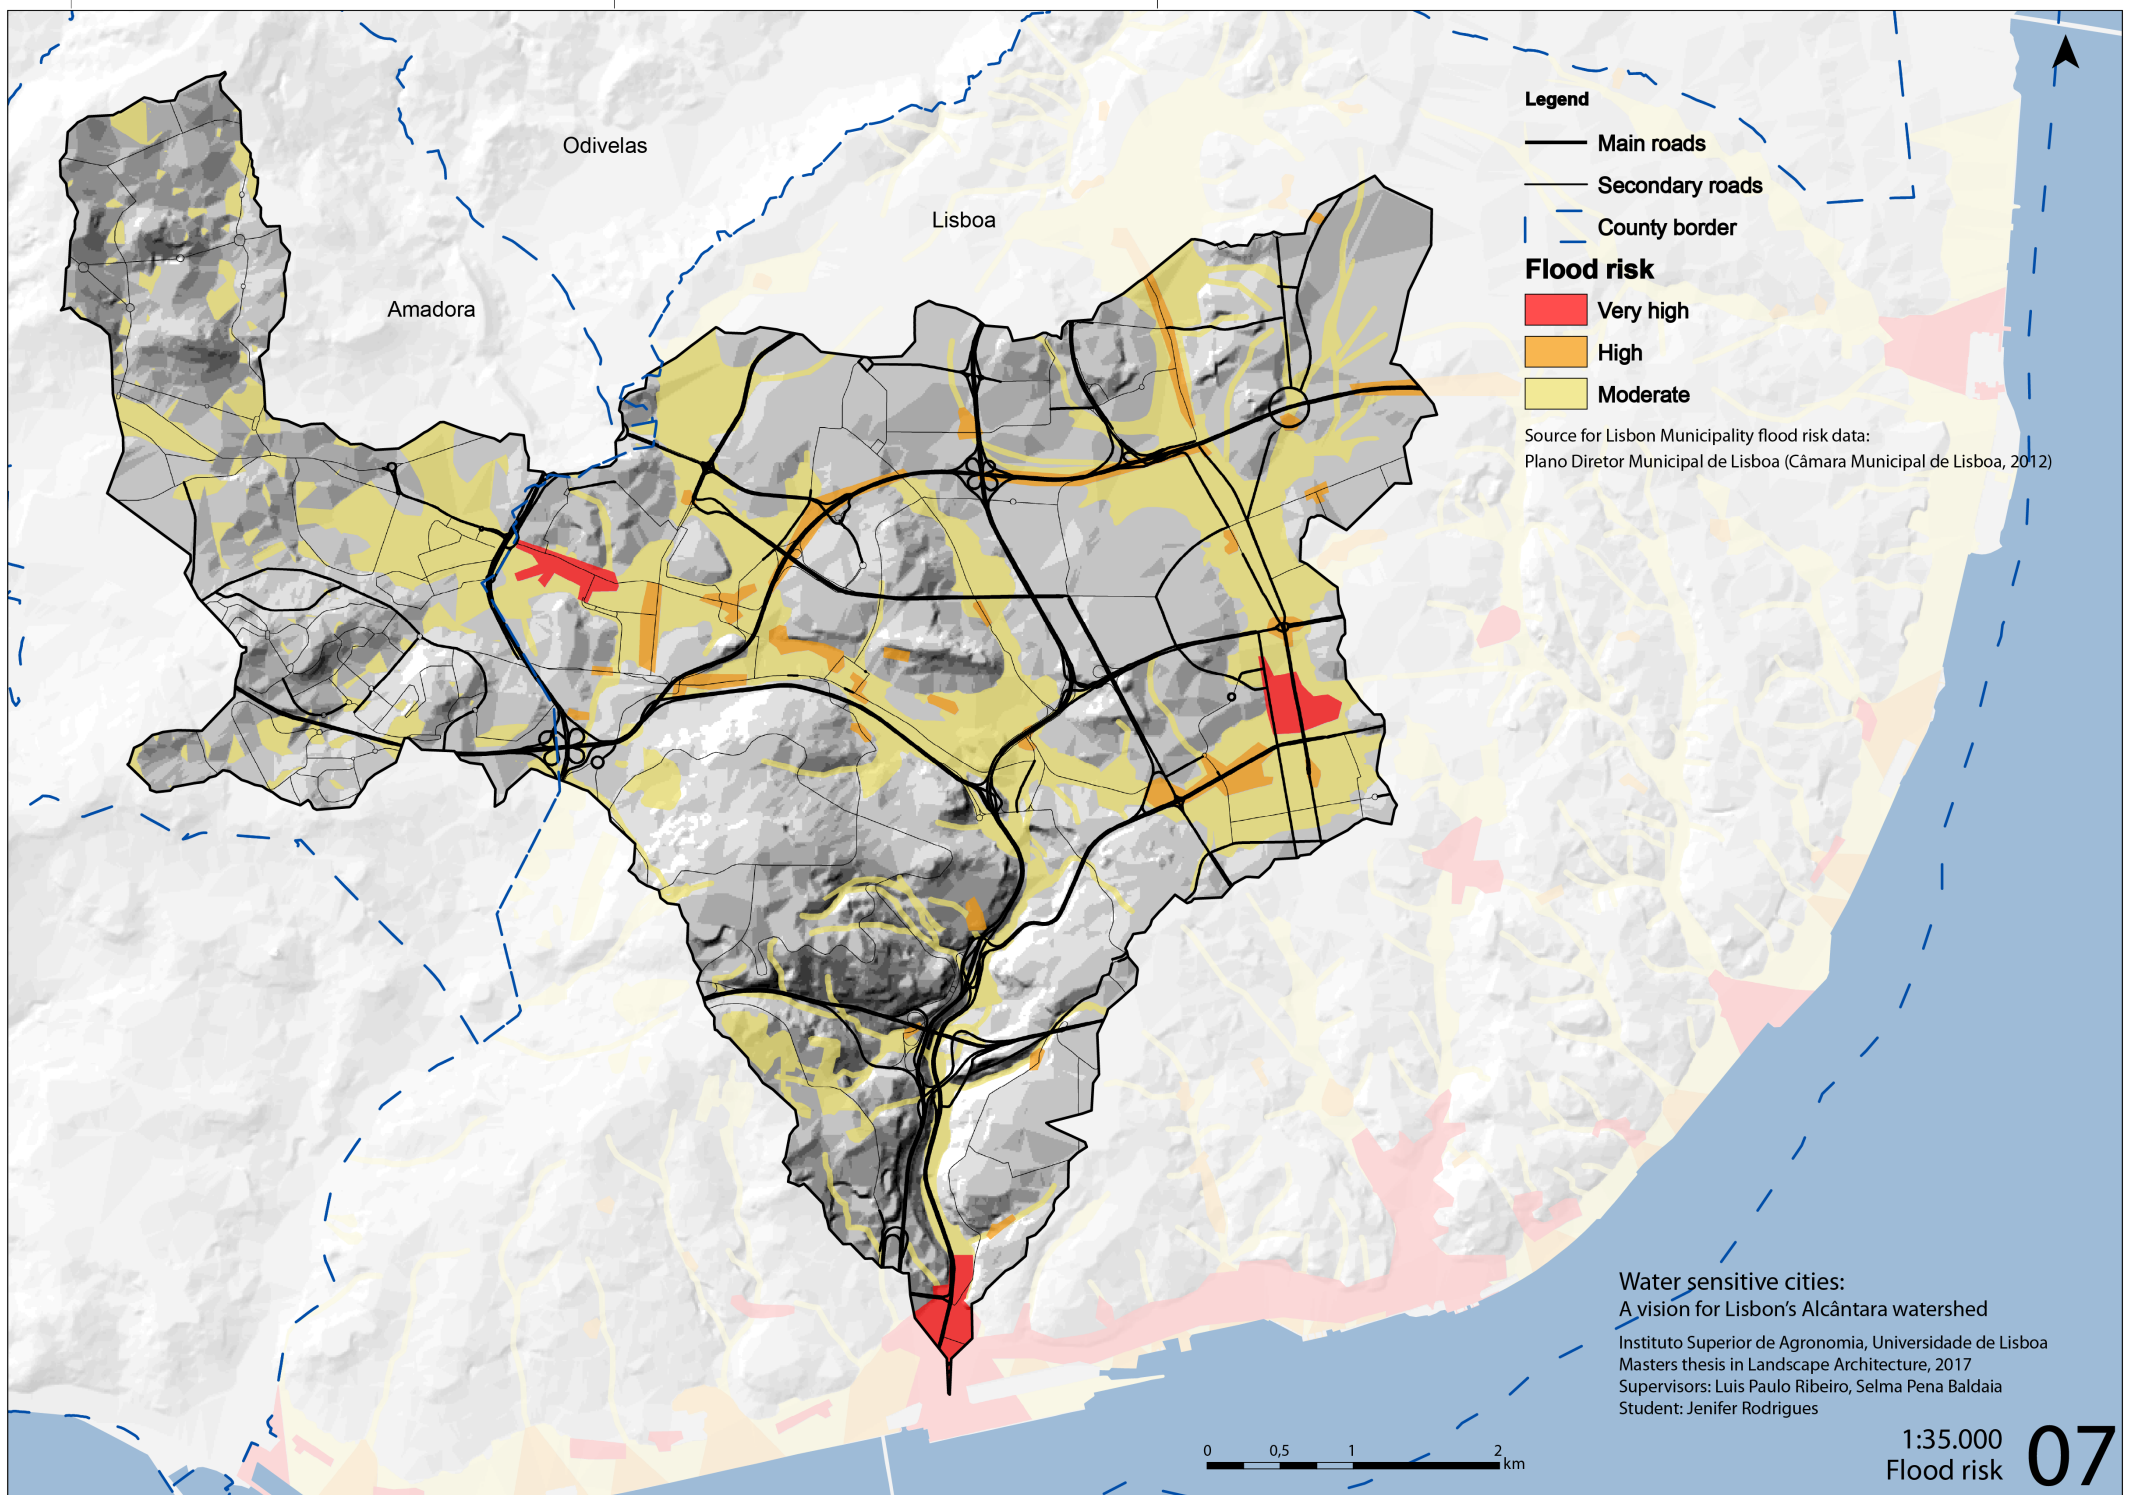 Odivelas
Lisboa
Amadora
Legend
Main roads
Secondary roads
County border
Flood risk
Very high
High
Moderate
Source for Lisbon Municipality flood risk data:
Plano Diretor Municipal de Lisboa (Câmara Municipal de Lisboa, 2012)
Water sensitive cities:
A vision for Lisbon's Alcântara watershed
Instituto Superior de Agronomia, Universidade de Lisboa
Masters thesis in Landscape Architecture, 2017
Supervisors: Luis Paulo Ribeiro, Selma Pena Baldaia
Student: Jenifer Rodrigues
0 0,5 1 2
km
1:35.000
Flood risk
07